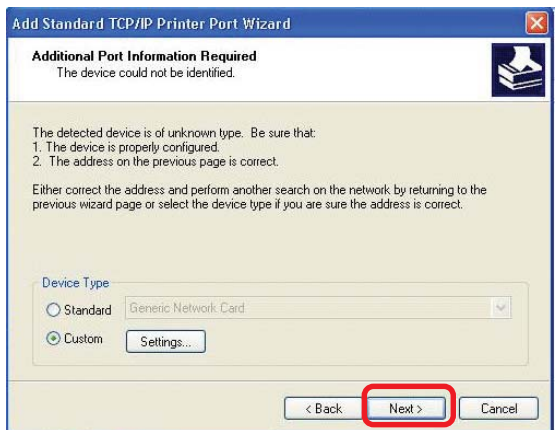 Add Standard TCP/IP Printer Port Wizard
Additional Port Information Required
The device could not be identified.
The detected device is of unknown type. Be sure that:
1. The device is properly configured.
2. The address on the previous page is correct.
Either correct the address and perform another search on the network by returning to the
previous wizard page or select the device type if you are sure the address is correct.
Device Type
Standard Generic Network Card
Custom Settings...
< Back Next > Cancel